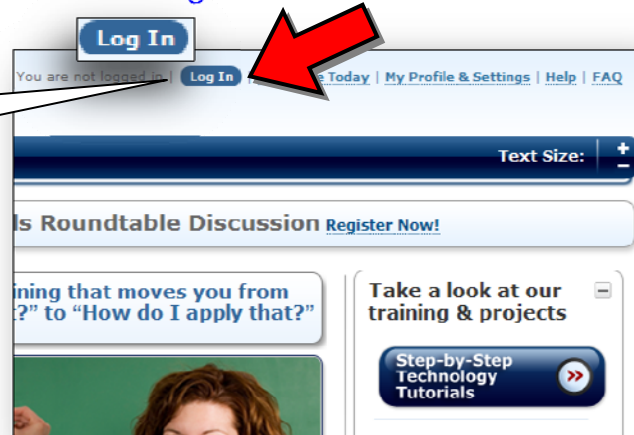 Log In
You are not logged in | Log In | Today | My Profile & Settings | Help | FAQ
Text Size: + −
ls Roundtable Discussion Register Now!
ining that moves you from
t?” to “How do I apply that?”
Take a look at our
training & projects
Step-by-Step
Technology
Tutorials